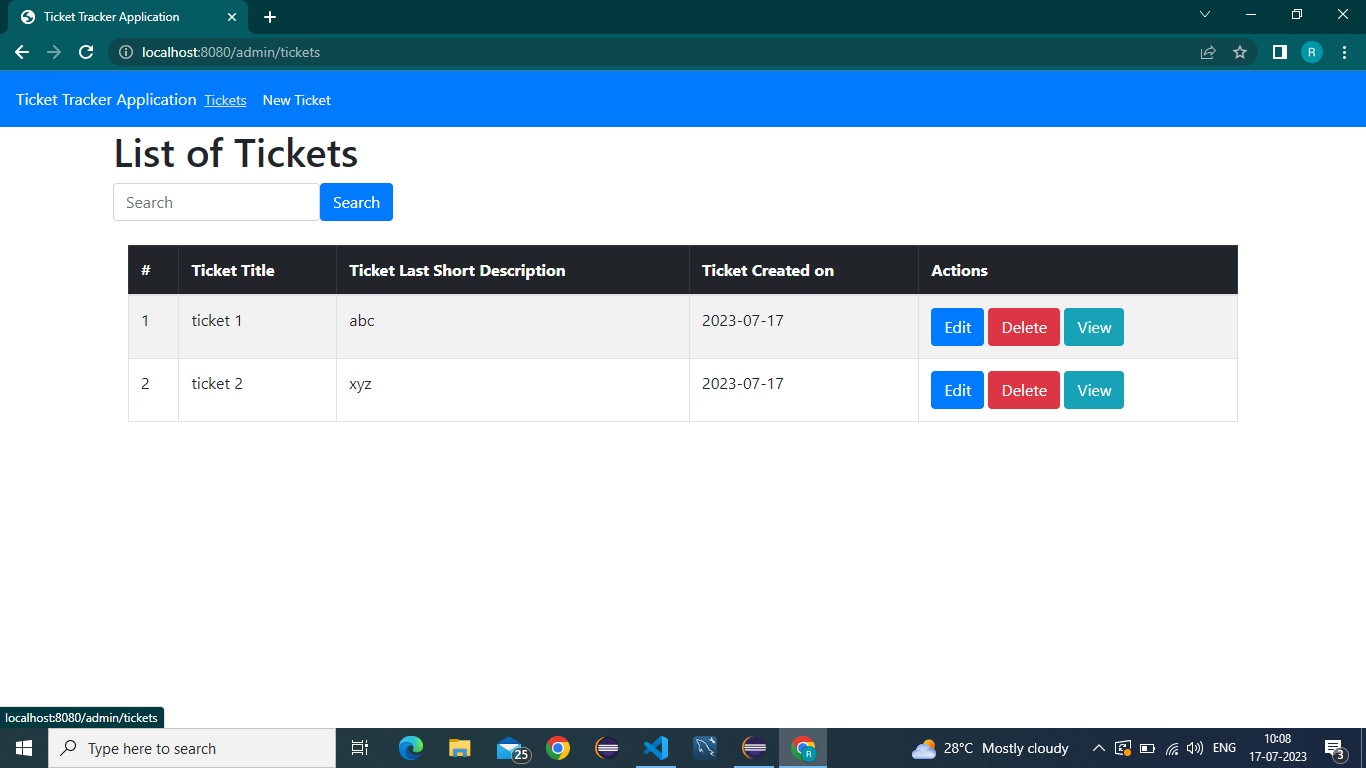 Ticket Tracker Application
localhost:8080/admin/tickets
R
Ticket Tracker Application Tickets New Ticket
List of Tickets
Search Search
# Ticket Title Ticket Last Short Description Ticket Created on Actions
1 ticket 1 abc 2023-07-17 Edit Delete View
2 ticket 2 xyz 2023-07-17 Edit Delete View
localhost:8080/admin/tickets
Type here to search 25 R 28°C Mostly cloudy ENG 10:08 3
17-07-2023